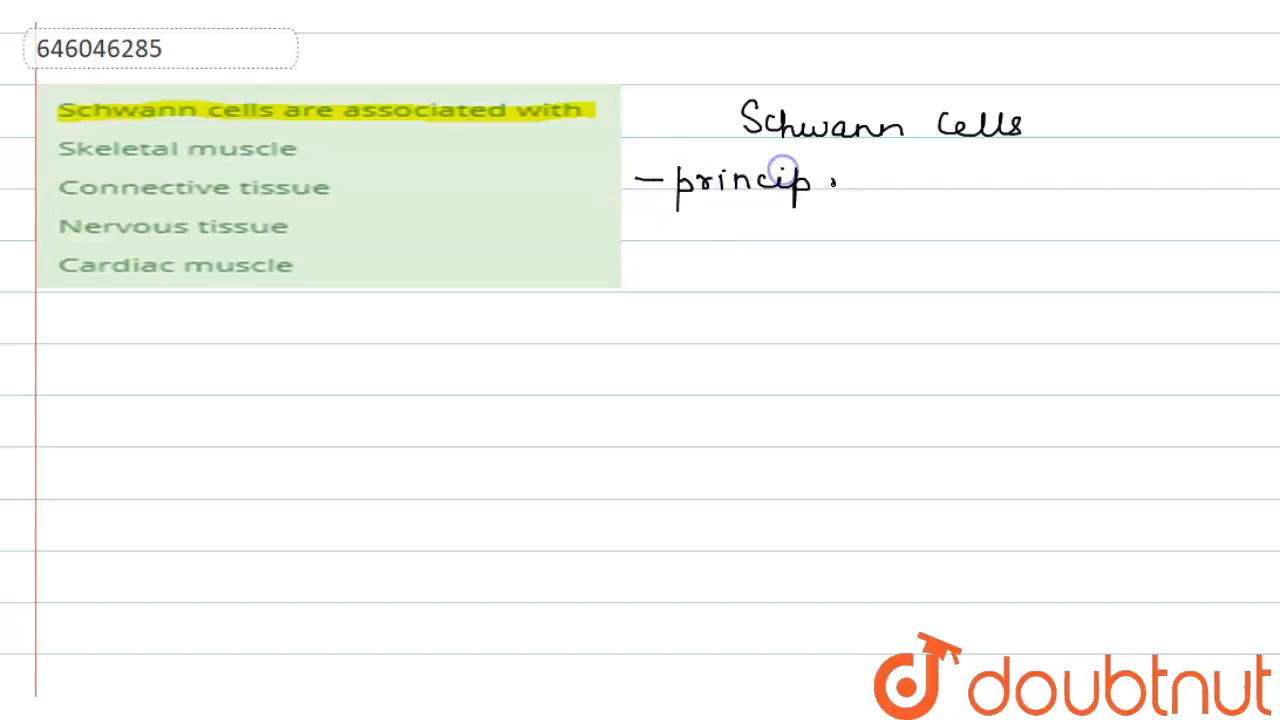 646046285
Schwann cells are associated with
Skeletal muscle
Connective tissue
Nervous tissue
Cardiac muscle
Schwann cells
– princip
doubtnut